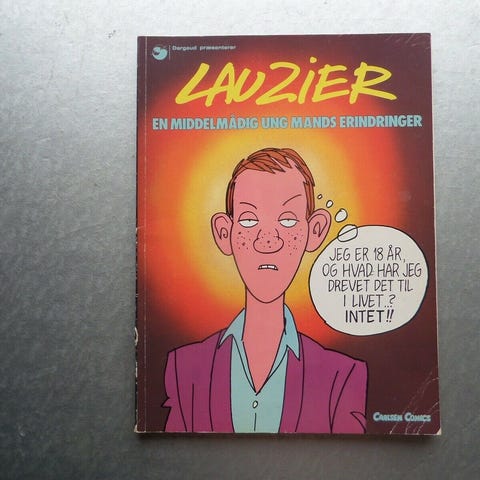 Dargaud præsenterer
LAUZIER
EN MIDDELMÅDIG UNG MANDS ERINDRINGER
JEG ER 18 ÅR,
OG HVAD HAR JEG
DREVET DET TIL
I LIVET..?
INTET!!
CARLSEN COMICS